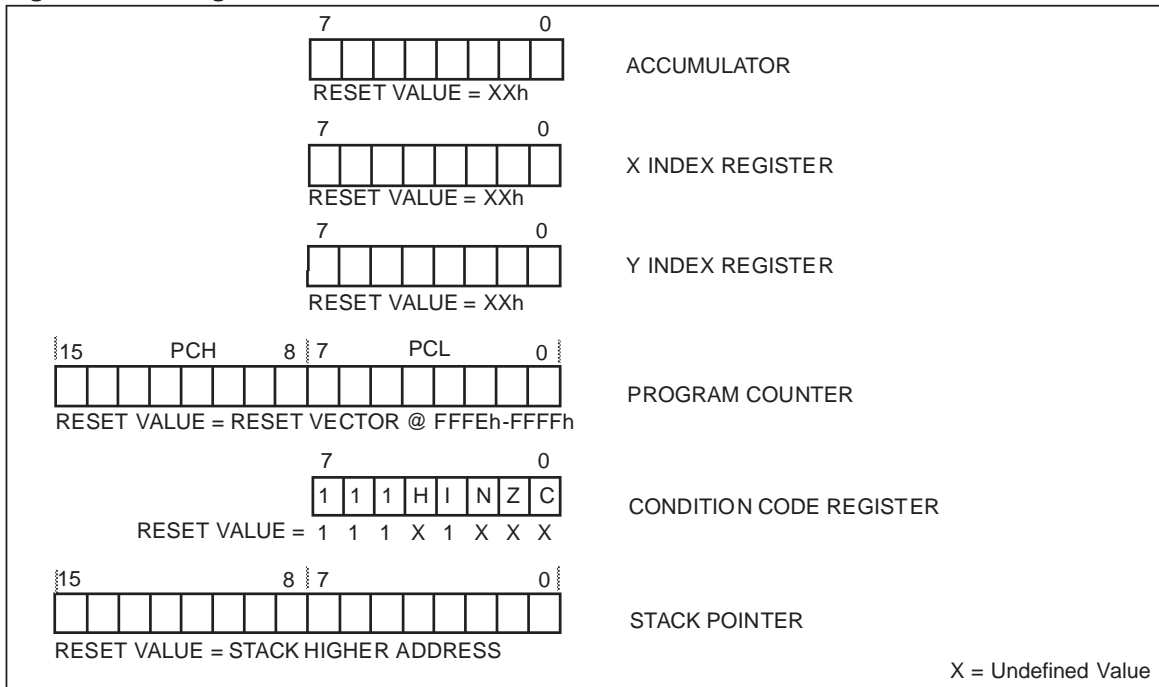 7 0
ACCUMULATOR
RESET VALUE = XXh
7 0
X INDEX REGISTER
RESET VALUE = XXh
7 0
Y INDEX REGISTER
RESET VALUE = XXh
15 PCH 8 7 PCL 0
PROGRAM COUNTER
RESET VALUE = RESET VECTOR @ FFFEh-FFFFh
7 0
1 1 1 H I N Z C
CONDITION CODE REGISTER
RESET VALUE = 1 1 1 X 1 X X X
15 8 7 0
STACK POINTER
RESET VALUE = STACK HIGHER ADDRESS
X = Undefined Value